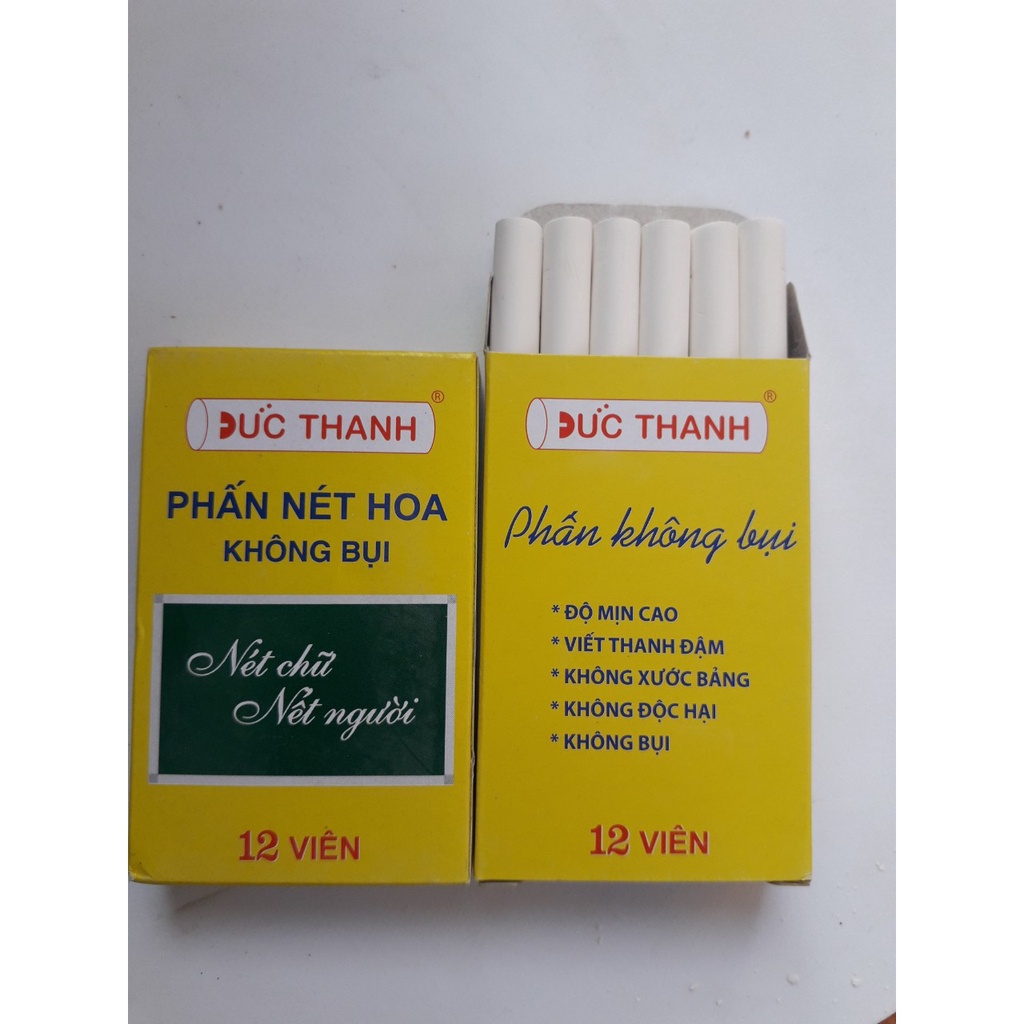 ĐỨC THANH ®
PHẤN NÉT HOA
KHÔNG BỤI
Nét chữ
Nết người
12 VIÊN
ĐỨC THANH ®
Phấn không bụi
* ĐỘ MỊN CAO
* VIẾT THANH ĐẬM
* KHÔNG XƯỚC BẢNG
* KHÔNG ĐỘC HẠI
* KHÔNG BỤI
12 VIÊN